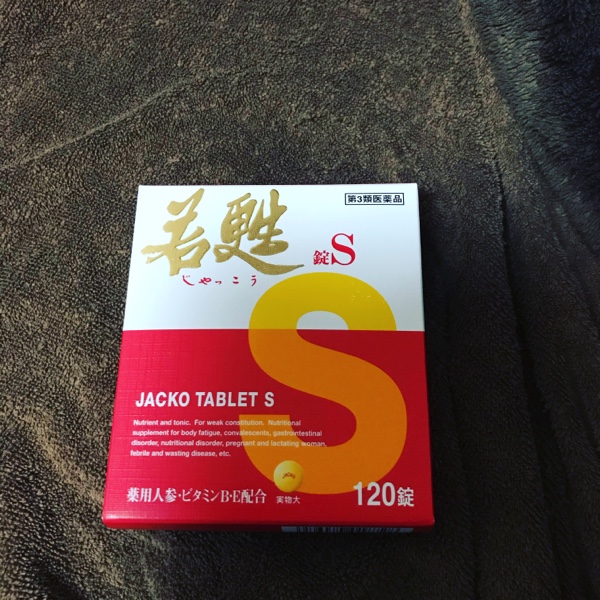 第3類医薬品
若甦
錠S
じゃっこう
S
JACKO TABLET S
Nutrient and tonic. For weak constitution. Nutritional
supplement for body fatigue, convalescents, gastrointestinal
disorder, nutritional disorder, pregnant and lactating woman,
febrile and wasting disease, etc.
薬用人参・ビタミンB・E配合
実物大
120錠